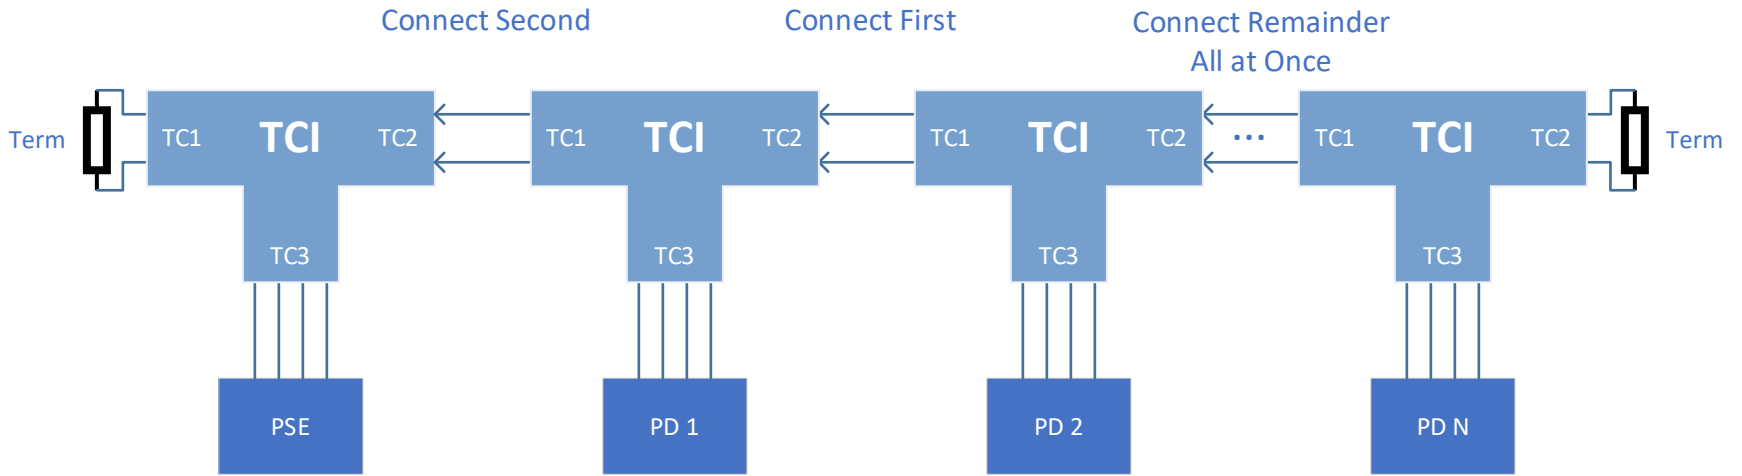 Connect Second
Connect First
Connect Remainder
All at Once
Term
TC1
TCI
TC2
TC1
TCI
TC2
TC1
TCI
TC2
...
TC1
TCI
TC2
Term
TC3
TC3
TC3
TC3
PSE
PD 1
PD 2
PD N